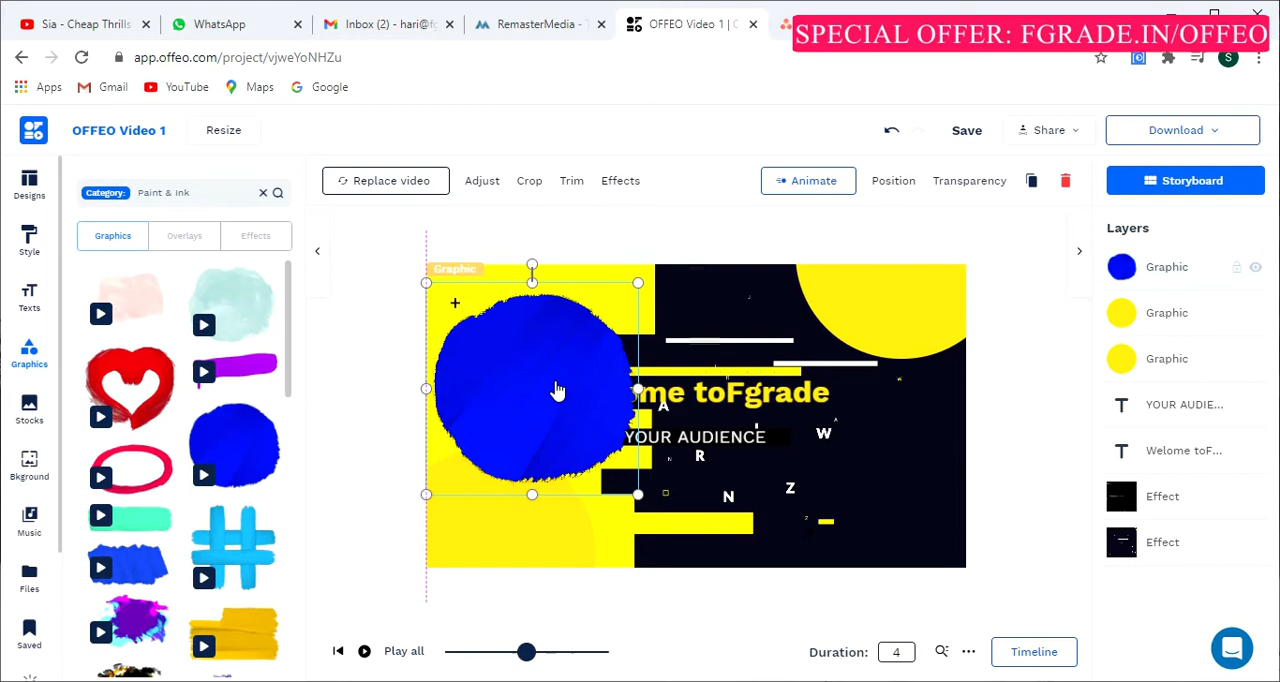 Sia - Cheap Thrills
WhatsApp
Inbox (2) - hari@f
RemasterMedia -
OFFEO Video 1 |
SPECIAL OFFER: FGRADE.IN/OFFEO
app.offeo.com/project/vjweYoNHZu
S
Apps
Gmail
YouTube
Maps
Google
OFFEO Video 1
Resize
Save
Share
Download
Designs
Style
Texts
Graphics
Stocks
Bkground
Music
Files
Saved
Category:
Paint & Ink
Graphics
Overlays
Effects
Replace video
Adjust
Crop
Trim
Effects
Animate
Position
Transparency
Storyboard
Graphic
me toFgrade
YOUR AUDIENCE
A
W
R
N
Z
Layers
Graphic
Graphic
Graphic
YOUR AUDIE...
Welome toF...
Effect
Effect
Play all
Duration:
4
Timeline